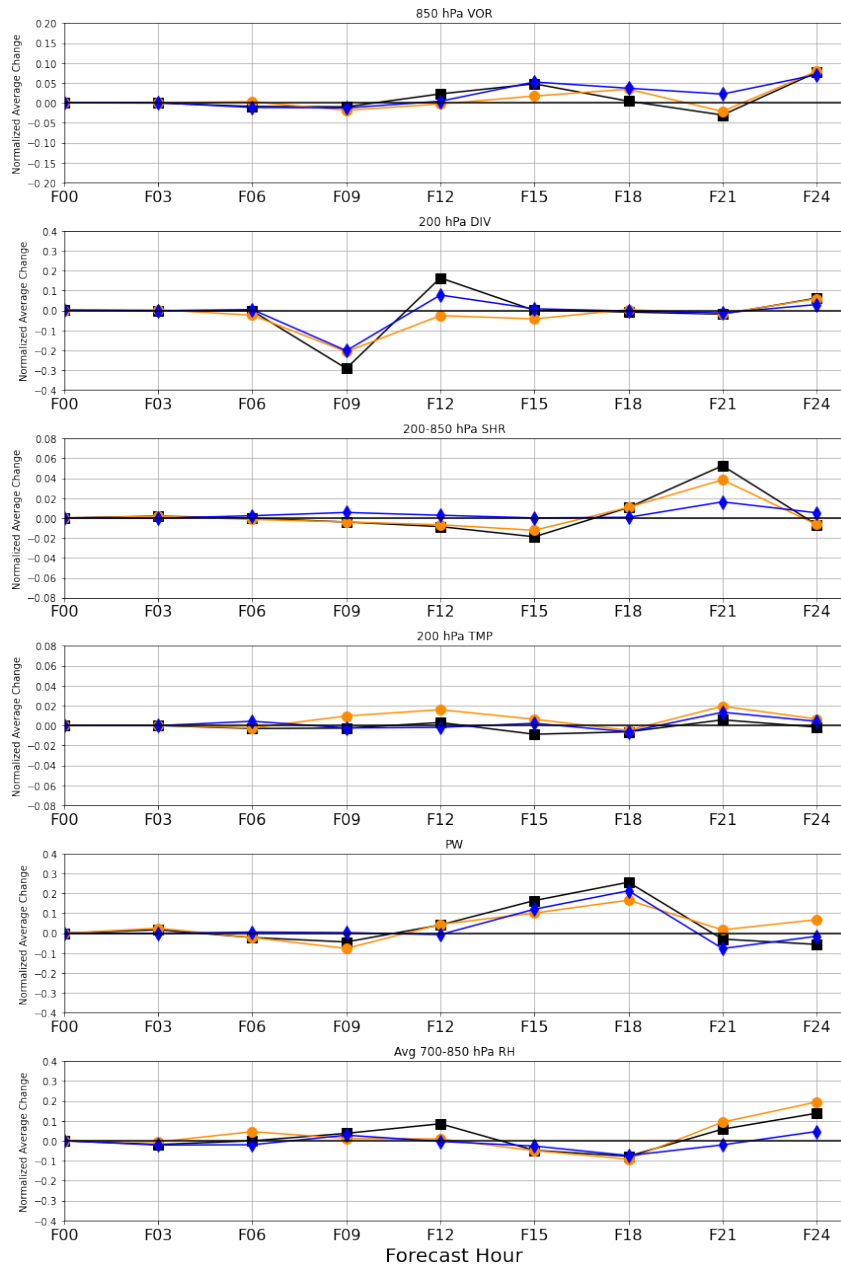 850 hPa VOR
Normalized Average Change
0.20
0.15
0.10
0.05
0.00
−0.05
−0.10
−0.15
−0.20
F00 F03 F06 F09 F12 F15 F18 F21 F24
200 hPa DIV
Normalized Average Change
0.4
0.3
0.2
0.1
0.0
−0.1
−0.2
−0.3
−0.4
F00 F03 F06 F09 F12 F15 F18 F21 F24
200-850 hPa SHR
Normalized Average Change
0.08
0.06
0.04
0.02
0.00
−0.02
−0.04
−0.06
−0.08
F00 F03 F06 F09 F12 F15 F18 F21 F24
200 hPa TMP
Normalized Average Change
0.08
0.06
0.04
0.02
0.00
−0.02
−0.04
−0.06
−0.08
F00 F03 F06 F09 F12 F15 F18 F21 F24
PW
Normalized Average Change
0.4
0.3
0.2
0.1
0.0
−0.1
−0.2
−0.3
−0.4
F00 F03 F06 F09 F12 F15 F18 F21 F24
Avg 700-850 hPa RH
Normalized Average Change
0.4
0.3
0.2
0.1
0.0
−0.1
−0.2
−0.3
−0.4
F00 F03 F06 F09 F12 F15 F18 F21 F24
Forecast Hour